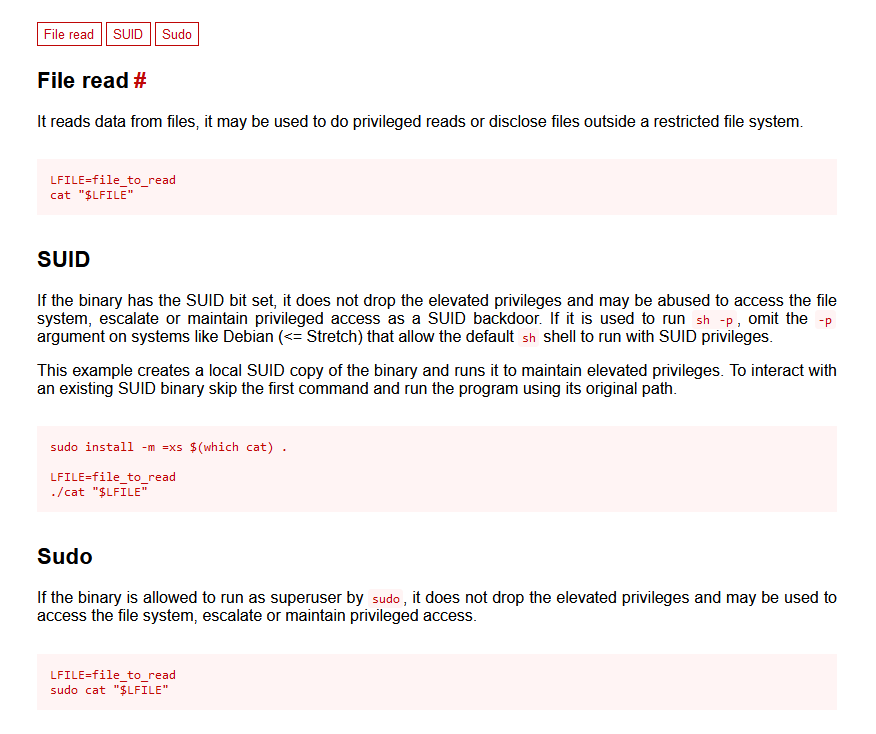 File read SUID Sudo
File read #
It reads data from files, it may be used to do privileged reads or disclose files outside a restricted file system.
LFILE=file_to_read
cat "$LFILE"
SUID
If the binary has the SUID bit set, it does not drop the elevated privileges and may be abused to access the file
system, escalate or maintain privileged access as a SUID backdoor. If it is used to run sh -p, omit the -p
argument on systems like Debian (<= Stretch) that allow the default sh shell to run with SUID privileges.
This example creates a local SUID copy of the binary and runs it to maintain elevated privileges. To interact with
an existing SUID binary skip the first command and run the program using its original path.
sudo install -m =xs $(which cat) .
LFILE=file_to_read
./cat "$LFILE"
Sudo
If the binary is allowed to run as superuser by sudo, it does not drop the elevated privileges and may be used to
access the file system, escalate or maintain privileged access.
LFILE=file_to_read
sudo cat "$LFILE"